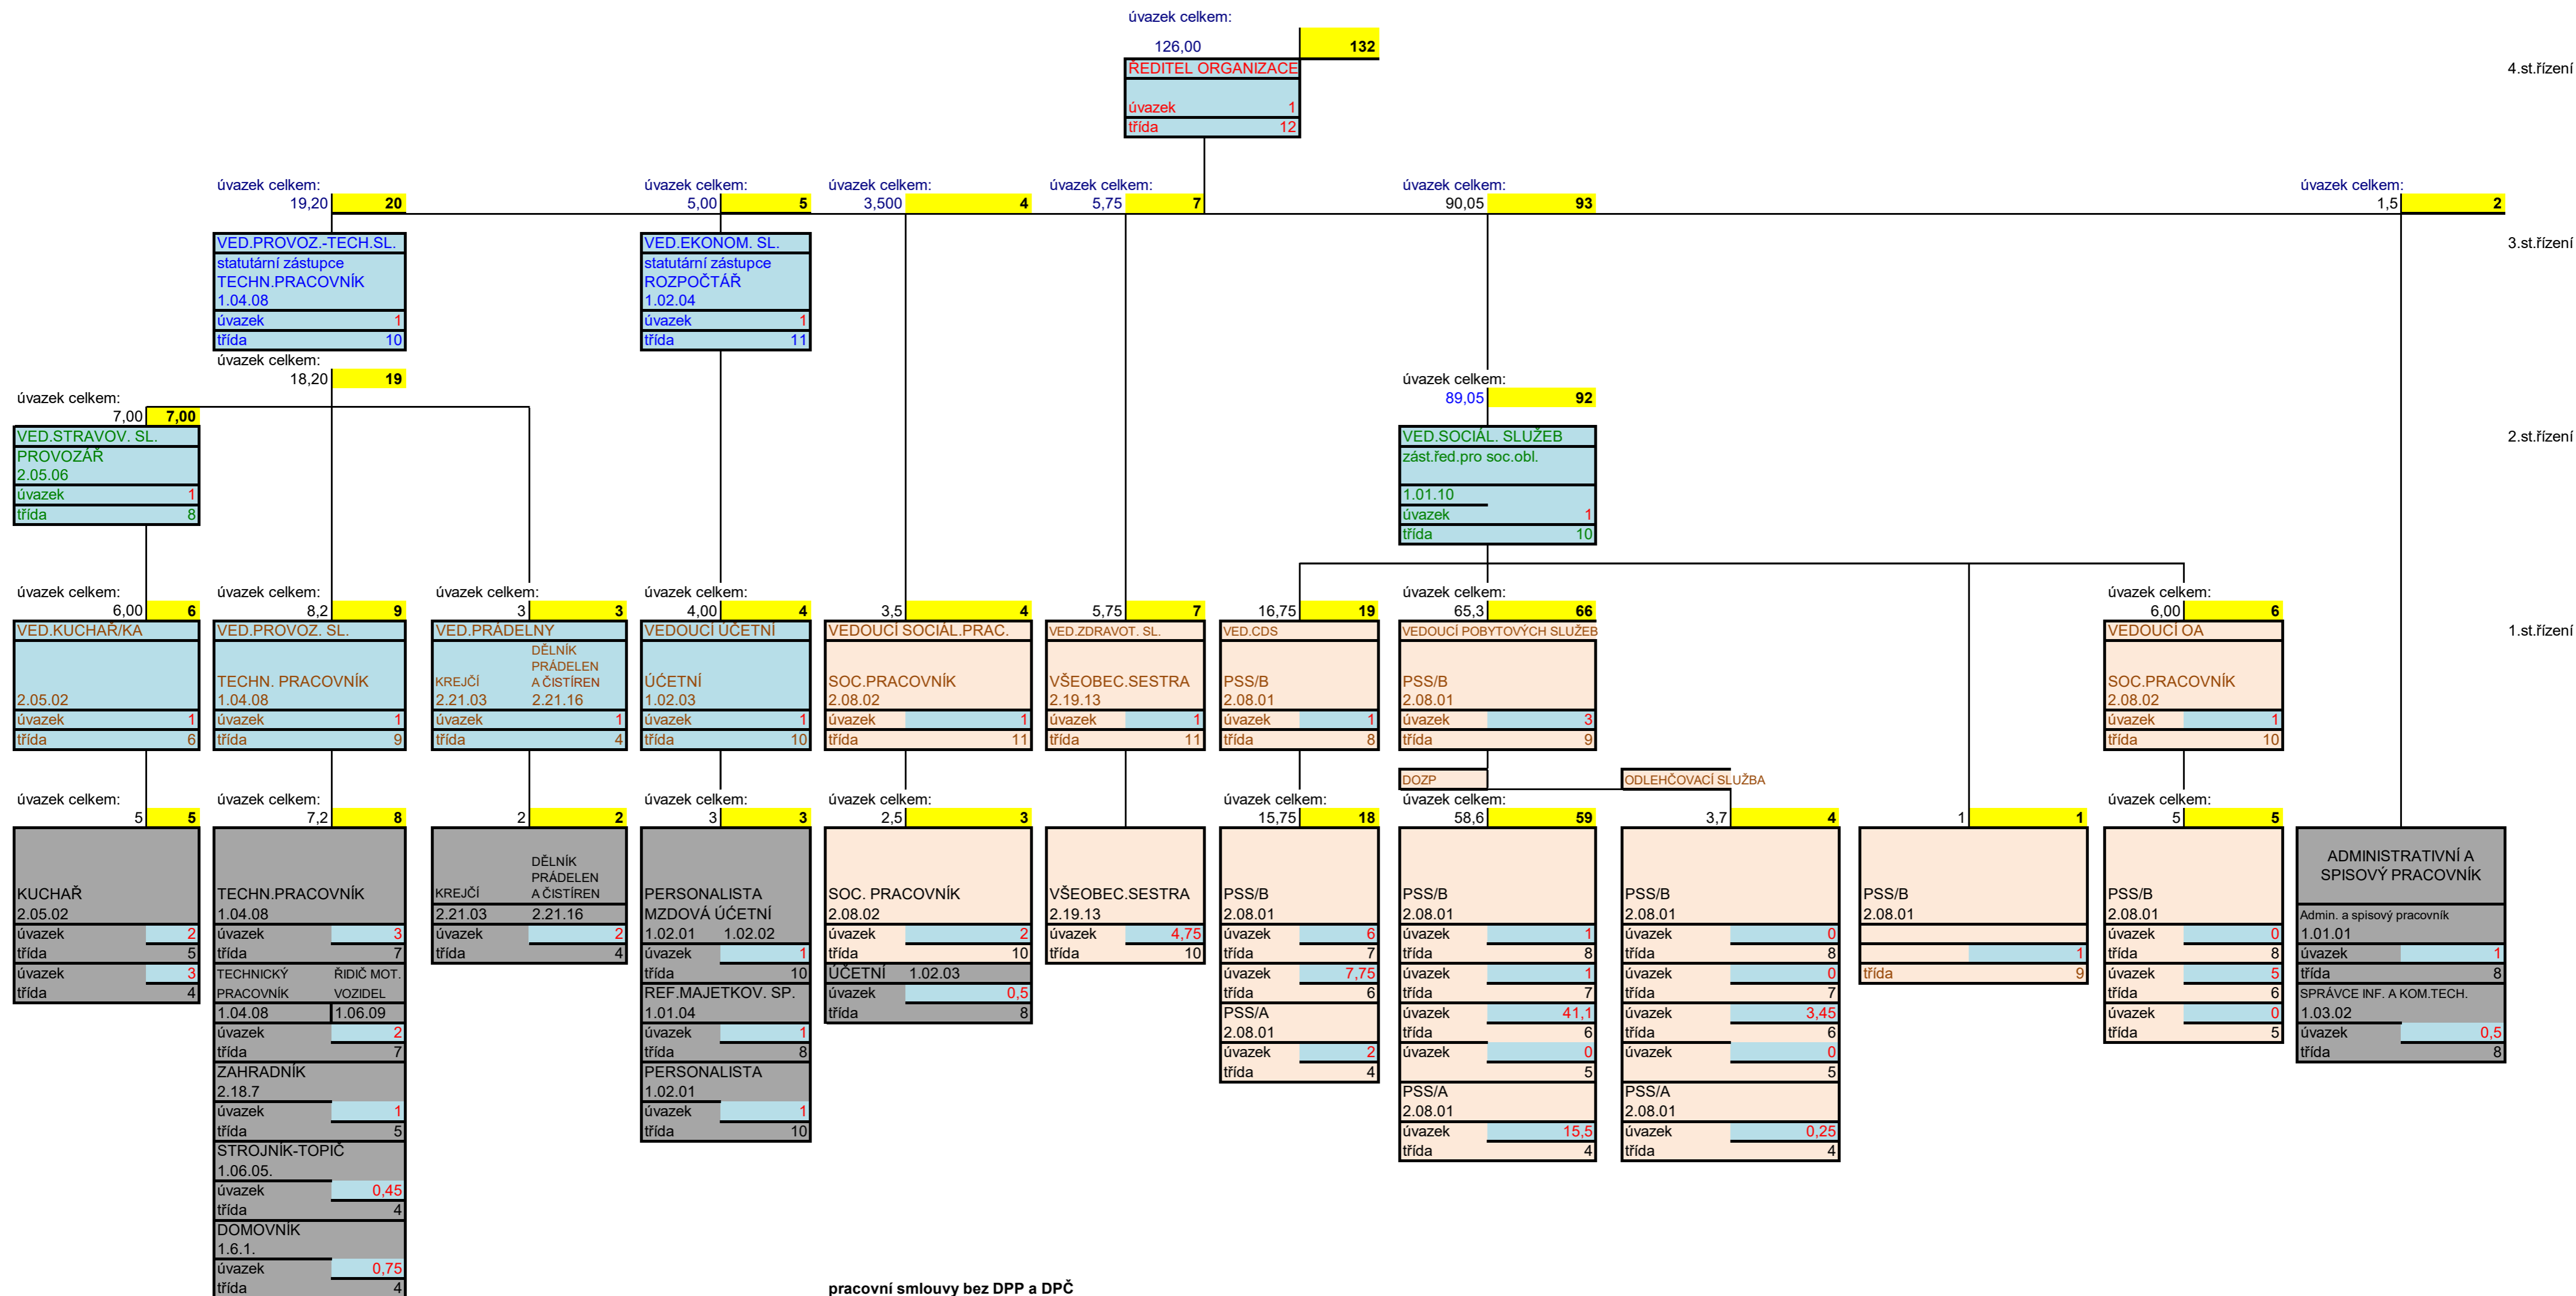 úvazek celkem:
126,00 132
ŘEDITEL ORGANIZACE
4.st.řízení
úvazek 1
třída 12
úvazek celkem: úvazek celkem: úvazek celkem: úvazek celkem: úvazek celkem: úvazek celkem:
19,20 20 5,00 5 3,500 4 5,75 7 90,05 93 1,5 2
VED.PROVOZ.-TECH.SL. VED.EKONOM. SL. 3.st.řízení
statutární zástupce statutární zástupce
TECHN.PRACOVNÍK ROZPOČTÁŘ
1.04.08 1.02.04
úvazek 1 úvazek 1
třída 10 třída 11
úvazek celkem:
18,20 19 úvazek celkem:
úvazek celkem: 89,05 92
7,00 7,00
VED.STRAVOV. SL. VED.SOCIÁL. SLUŽEB 2.st.řízení
PROVOZÁŘ zást.řed.pro soc.obl.
2.05.06
úvazek 1 1.01.10
třída 8 úvazek 1
třída 10
úvazek celkem: úvazek celkem: úvazek celkem: úvazek celkem: úvazek celkem: úvazek celkem:
6,00 6 8,2 9 3 3 4,00 4 3,5 4 5,75 7 16,75 19 65,3 66 6,00 6
VED.KUCHAŘ/KA VED.PROVOZ. SL. VED.PRÁDELNY VEDOUCÍ ÚČETNÍ VEDOUCÍ SOCIÁL.PRAC. VED.ZDRAVOT. SL. VED.CDS VEDOUCÍ POBYTOVÝCH SLUŽEB VEDOUCÍ OA 1.st.řízení
DĚLNÍK
PRÁDELEN
TECHN. PRACOVNÍK KREJČÍ A ČISTÍREN ÚČETNÍ SOC.PRACOVNÍK VŠEOBEC.SESTRA PSS/B PSS/B SOC.PRACOVNÍK
2.05.02 1.04.08 2.21.03 2.21.16 1.02.03 2.08.02 2.19.13 2.08.01 2.08.01 2.08.02
úvazek 1 úvazek 1 úvazek 1 úvazek 1 úvazek 1 úvazek 1 úvazek 1 úvazek 3 úvazek 1
třída 6 třída 9 třída 4 třída 10 třída 11 třída 11 třída 8 třída 9 třída 10
DOZP ODLEHČOVACÍ SLUŽBA
úvazek celkem: úvazek celkem: úvazek celkem: úvazek celkem: úvazek celkem: úvazek celkem: úvazek celkem:
5 5 7,2 8 2 2 3 3 2,5 3 15,75 18 58,6 59 3,7 4 1 1 5 5
DĚLNÍK ADMINISTRATIVNÍ A
PRÁDELEN SPISOVÝ PRACOVNÍK
KUCHAŘ TECHN.PRACOVNÍK KREJČÍ A ČISTÍREN PERSONALISTA SOC. PRACOVNÍK VŠEOBEC.SESTRA PSS/B PSS/B PSS/B PSS/B PSS/B
2.05.02 1.04.08 2.21.03 2.21.16 MZDOVÁ ÚČETNÍ 2.08.02 2.19.13 2.08.01 2.08.01 2.08.01 2.08.01 2.08.01 Admin. a spisový pracovník
úvazek 2 úvazek 3 úvazek 2 1.02.01 1.02.02 úvazek 2 úvazek 4,75 úvazek 6 úvazek 1 úvazek 0 úvazek 0 1.01.01
třída 5 třída 7 třída 4 úvazek 1 třída 10 třída 10 třída 7 třída 8 třída 8 1 třída 8 úvazek 1
úvazek 3 TECHNICKÝ ŘIDIČ MOT. třída 10 ÚČETNÍ 1.02.03 úvazek 7,75 úvazek 1 úvazek 0 třída 9 úvazek 5 třída 8
třída 4 PRACOVNÍK VOZIDEL REF.MAJETKOV. SP. úvazek 0,5 třída 6 třída 7 třída 7 třída 6 SPRÁVCE INF. A KOM.TECH.
1.04.08 1.06.09 1.01.04 třída 8 PSS/A úvazek 41,1 úvazek 3,45 úvazek 0 1.03.02
úvazek 2 úvazek 1 2.08.01 třída 6 třída 6 třída 5 úvazek 0,5
třída 7 třída 8 úvazek 2 úvazek 0 úvazek 0 třída 8
ZAHRADNÍK PERSONALISTA třída 4 5 5
2.18.7 1.02.01 PSS/A PSS/A
úvazek 1 úvazek 1 2.08.01 2.08.01
třída 5 třída 10 úvazek 15,5 úvazek 0,25
STROJNÍK-TOPIČ třída 4 třída 4
1.06.05.
úvazek 0,45
třída 4
DOMOVNÍK
1.6.1.
úvazek 0,75
třída 4 pracovní smlouvy bez DPP a DPČ